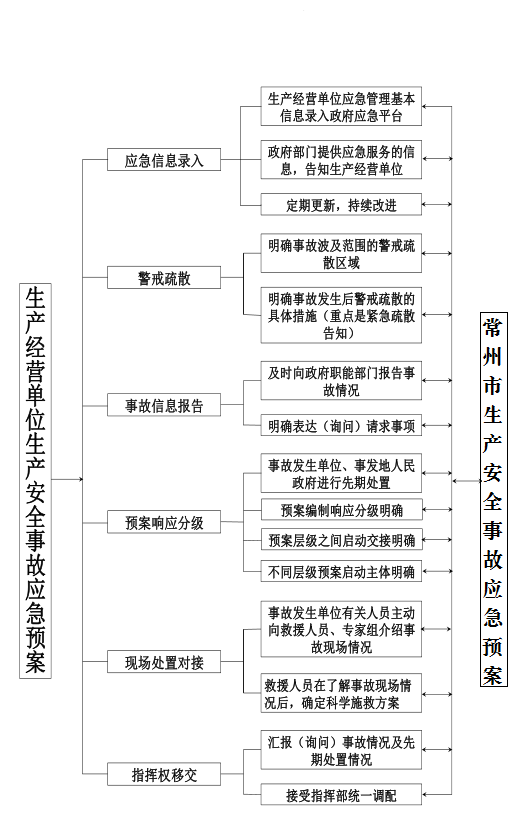 生产经营单位生产安全事故应急预案
应急信息录入
生产经营单位应急管理基本
信息录入政府应急平台
政府部门提供应急服务的信
息，告知生产经营单位
定期更新，持续改进
警戒疏散
明确事故波及范围的警戒疏
散区域
明确事故发生后警戒疏散的
具体措施（重点是紧急疏散
告知）
事故信息报告
及时向政府职能部门报告事
故情况
明确表达（询问）请求事项
预案响应分级
事故发生单位、事发地人民
政府进行先期处置
预案编制响应分级明确
预案层级之间启动交接明确
不同层级预案启动主体明确
现场处置对接
事故发生单位有关人员主动
向救援人员、专家组介绍事
故现场情况
救援人员在了解事故现场情
况后，确定科学施救方案
指挥权移交
汇报（询问）事故情况及先
期处置情况
接受指挥部统一调配
常州市生产安全事故应急预案